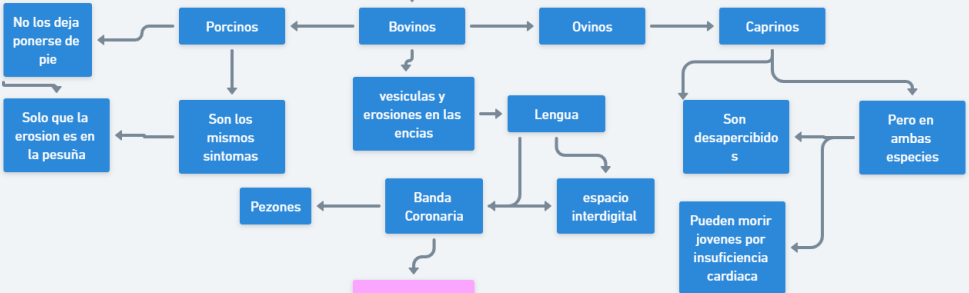 No los deja
ponerse de
pie
Porcinos
Bovinos
Ovinos
Caprinos
Solo que la
erosion es en
la pesuña
Son los
mismos
sintomas
vesiculas y
erosiones en las
encias
Lengua
Son
desapercibido
s
Pero en
ambas
especies
Pezones
Banda
Coronaria
espacio
interdigital
Pueden morir
jovenes por
insuficiencia
cardiaca